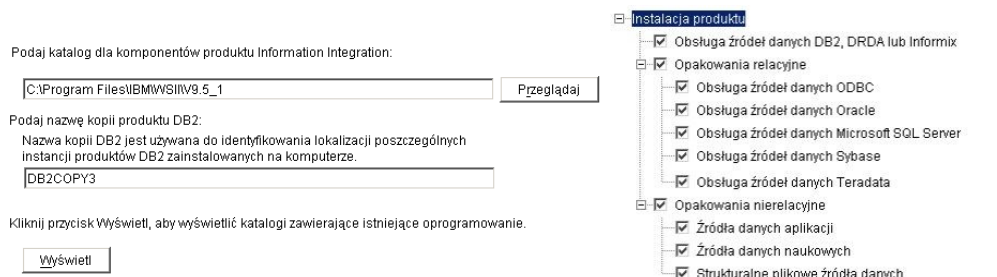 Podaj katalog dla komponentów produktu Information Integration:
C:\Program Files\IBM\WSII\V9.5_1
Przeglądaj
Podaj nazwę kopii produktu DB2:
Nazwa kopii DB2 jest używana do identyfikowania lokalizacji poszczególnych
instancji produktów DB2 zainstalowanych na komputerze.
DB2COPY3
Kliknij przycisk Wyświetl, aby wyświetlić katalogi zawierające istniejące oprogramowanie.
Wyświetl
Instalacja produktu
Obsługa źródeł danych DB2, DRDA lub Informix
Opakowania relacyjne
Obsługa źródeł danych ODBC
Obsługa źródeł danych Oracle
Obsługa źródeł danych Microsoft SQL Server
Obsługa źródeł danych Sybase
Obsługa źródeł danych Teradata
Opakowania nierelacyjne
Źródła danych aplikacji
Źródła danych naukowych
Strukturalne plikowe źródła danych